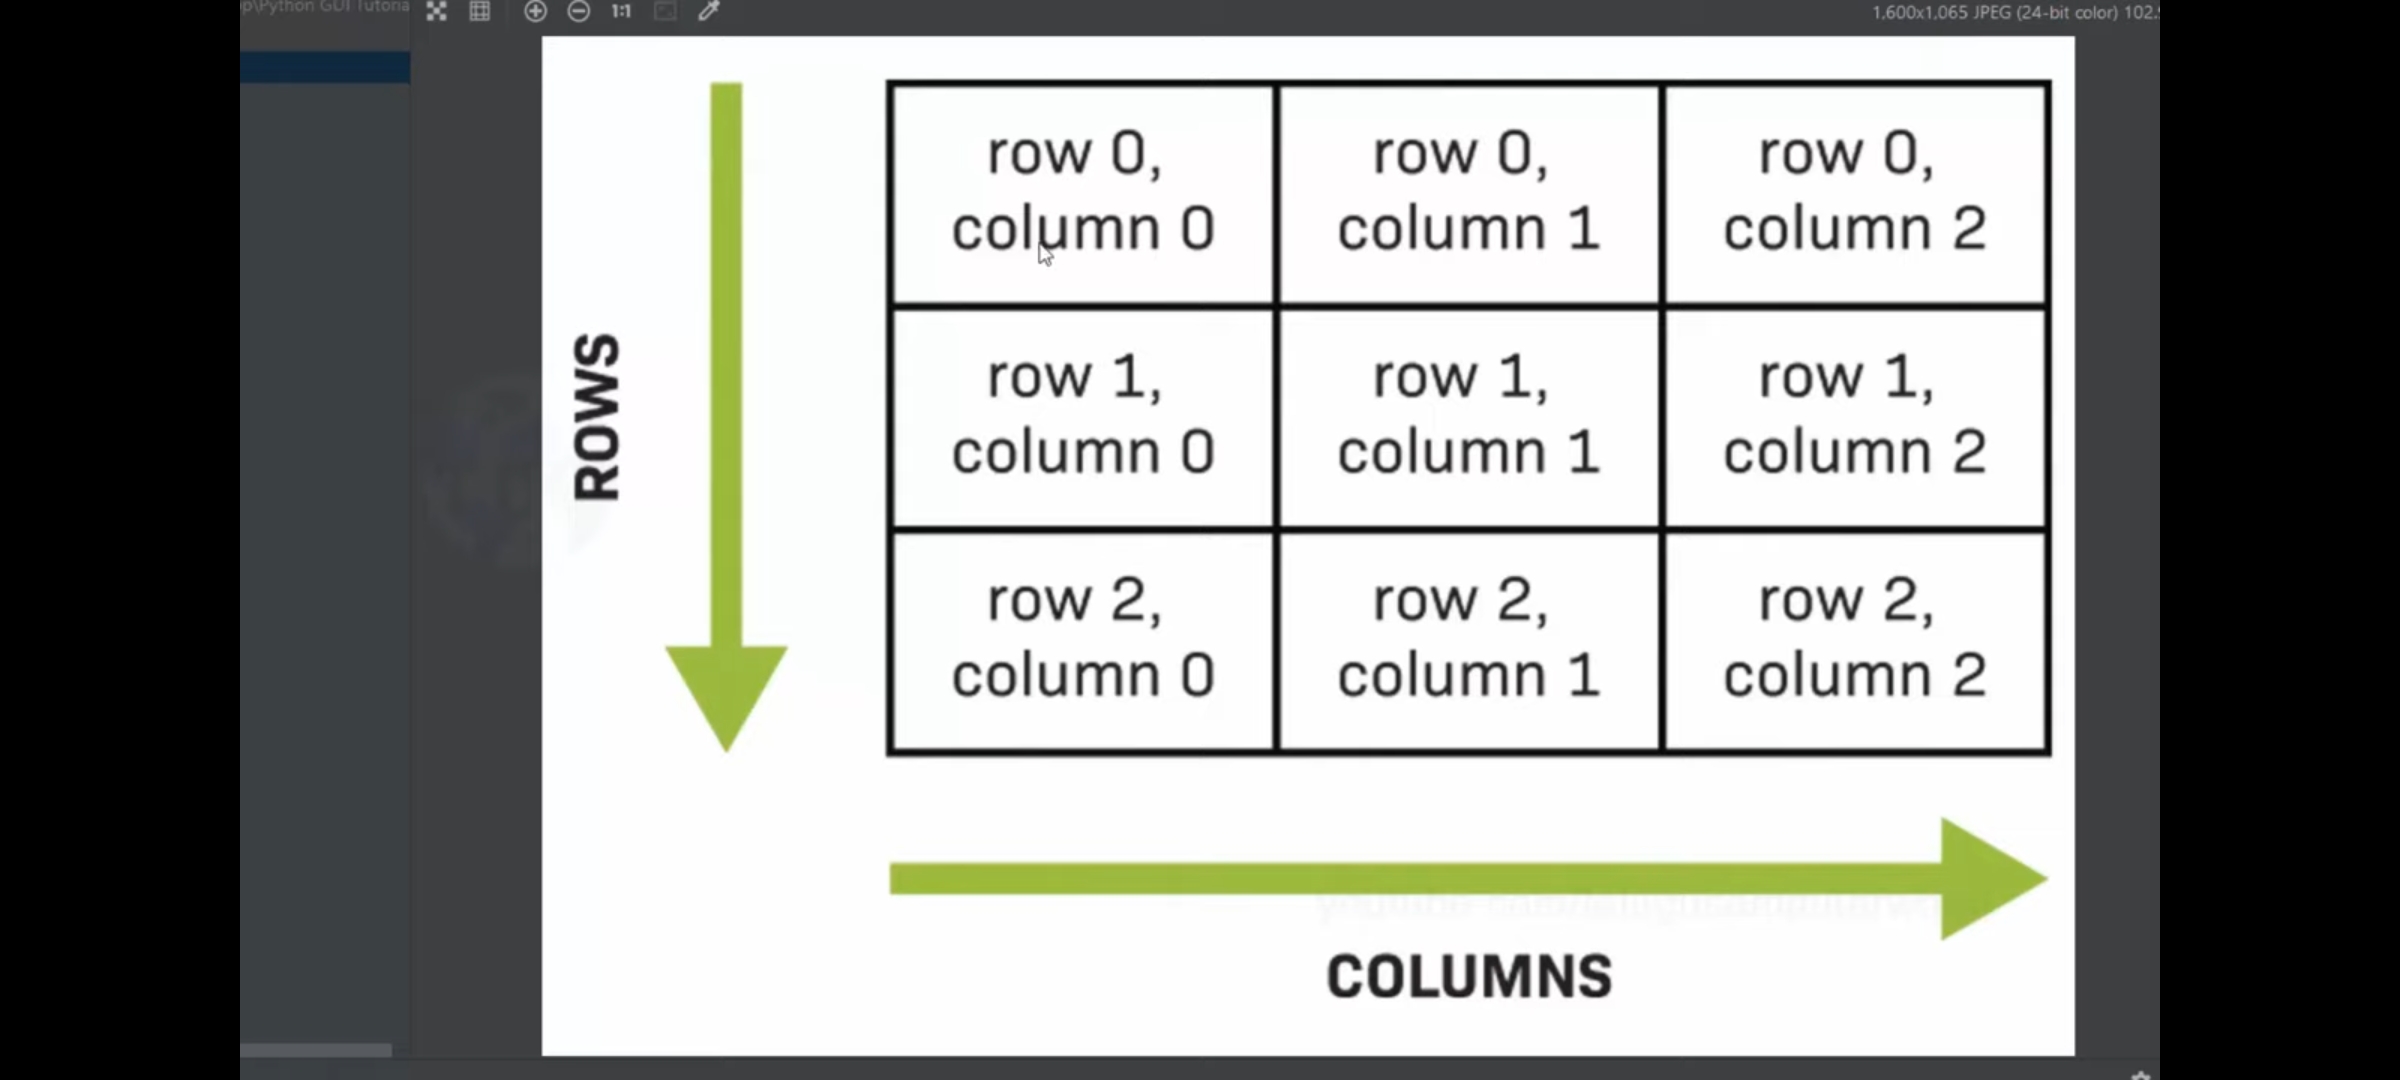 Python GUI Tutoria
1:1
1,600x1,065 JPEG (24-bit color) 102.
row 0,
column 0
row 0,
column 1
row 0,
column 2
row 1,
column 0
row 1,
column 1
row 1,
column 2
row 2,
column 0
row 2,
column 1
row 2,
column 2
ROWS
COLUMNS